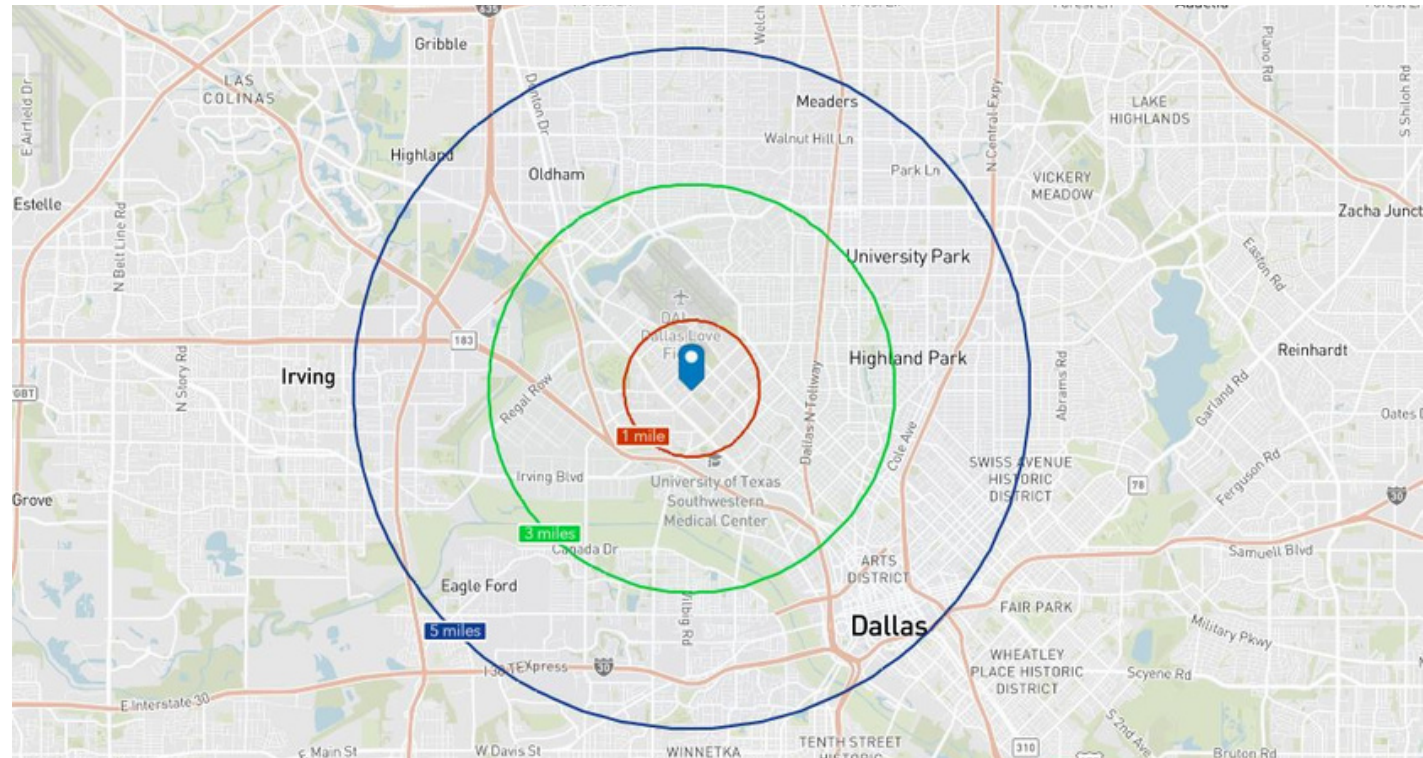 635
Gribble
Welch
Plano Rd
S Shiloh Rd
LAS
COLINAS
E Airfield Dr
Denton Dr
Meaders
LAKE
HIGHLANDS
N Central Expy
Walnut Hill Ln
Highland
Oldham
Park Ln
VICKERY
MEADOW
Estelle
Zacha Junct
N Belt Line Rd
University Park
Easton Rd
DAL
Dallas Love
Fi
183
Irving
N Story Rd
Highland Park
Reinhardt
GBT
Regal Row
Dallas N Tollway
Abrams Rd
Garland Rd
Oates D
1 mile
Cole Ave
SWISS AVENUE
HISTORIC
DISTRICT
Irving Blvd
University of Texas
Southwestern
Medical Center
78
Ferguson Rd
30
Grove
3 miles
Canada Dr
Samuell Blvd
ARTS
DISTRICT
Eagle Ford
FAIR PARK
5 miles
Dallas
Military Pkwy
I-30 TEXpress
30
WHEATLEY
PLACE HISTORIC
DISTRICT
Scyene Rd
E Interstate 30
S 2nd Ave
E Main St
W Davis St
WINNETKA
TENTH STREET
HISTORIC
310
Bruton Rd